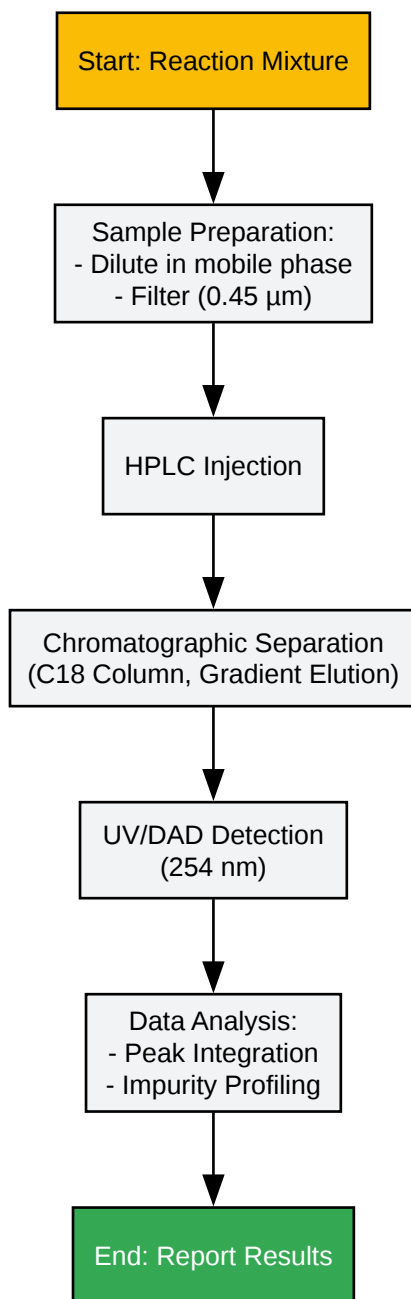 Start: Reaction Mixture
Sample Preparation:
- Dilute in mobile phase
- Filter (0.45 µm)
HPLC Injection
Chromatographic Separation
(C18 Column, Gradient Elution)
UV/DAD Detection
(254 nm)
Data Analysis:
- Peak Integration
- Impurity Profiling
End: Report Results